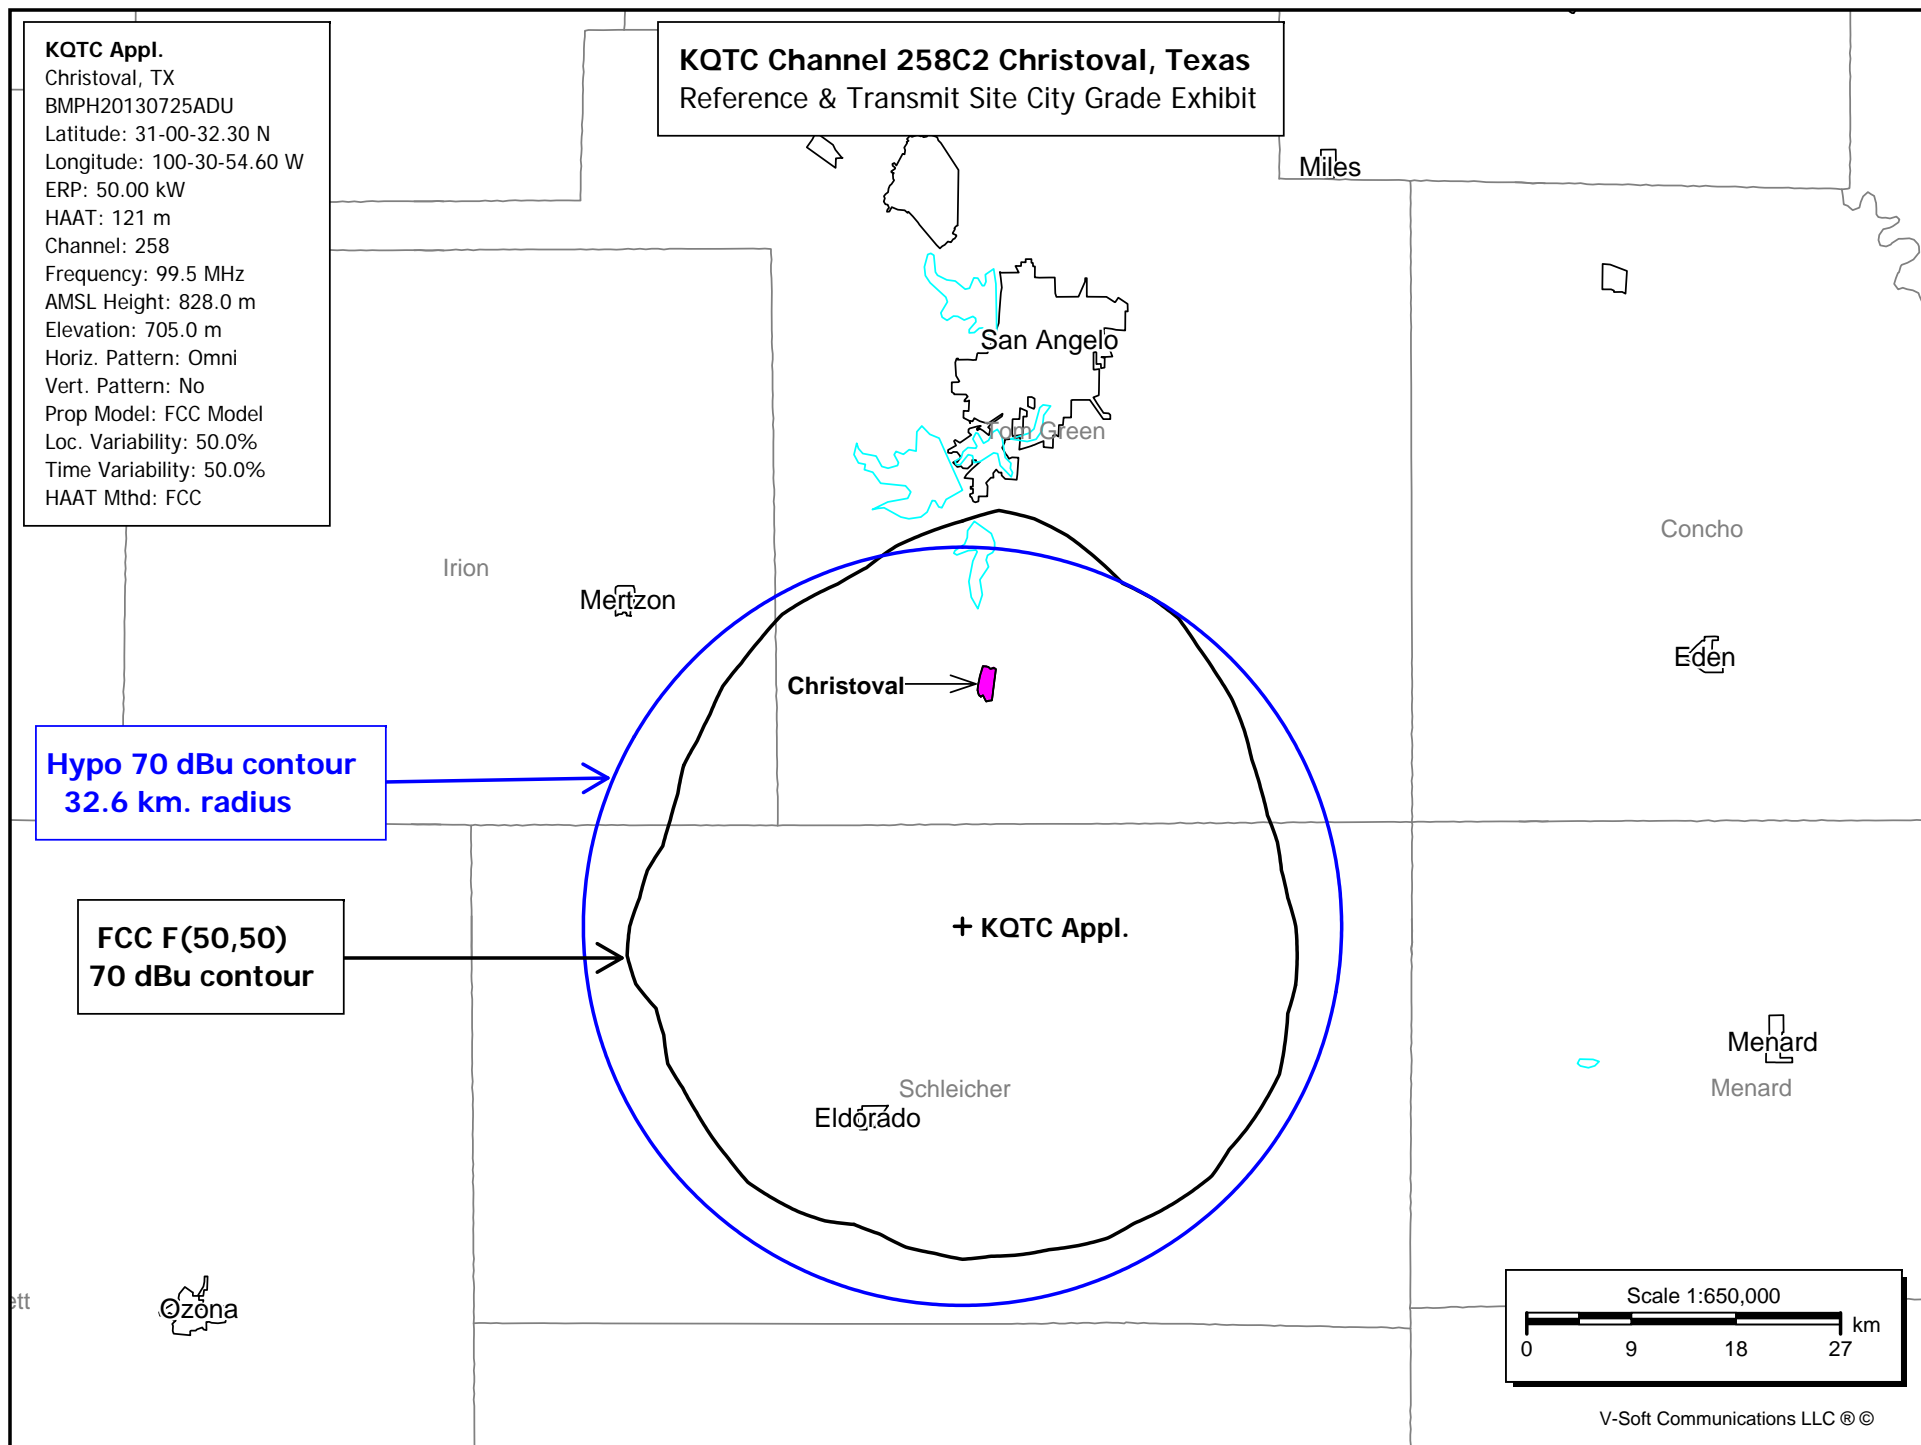 KQTC Appl.
Christoval, TX
BMPH20130725ADU
Latitude: 31-00-32.30 N
Longitude: 100-30-54.60 W
ERP: 50.00 kW
HAAT: 121 m
Channel: 258
Frequency: 99.5 MHz
AMSL Height: 828.0 m
Elevation: 705.0 m
Horiz. Pattern: Omni
Vert. Pattern: No
Prop Model: FCC Model
Loc. Variability: 50.0%
Time Variability: 50.0%
HAAT Mthd: FCC
KQTC Channel 258C2 Christoval, Texas
Reference & Transmit Site City Grade Exhibit
Miles
San Angelo
Tom Green
Concho
Irion
Mertzon
Eden
Christoval
Hypo 70 dBu contour
32.6 km. radius
FCC F(50,50)
70 dBu contour
KQTC Appl.
Menard
Menard
Schleicher
Eldorado
ett
Ozona
Scale 1:650,000
km
0 9 18 27
V-Soft Communications LLC ® ©